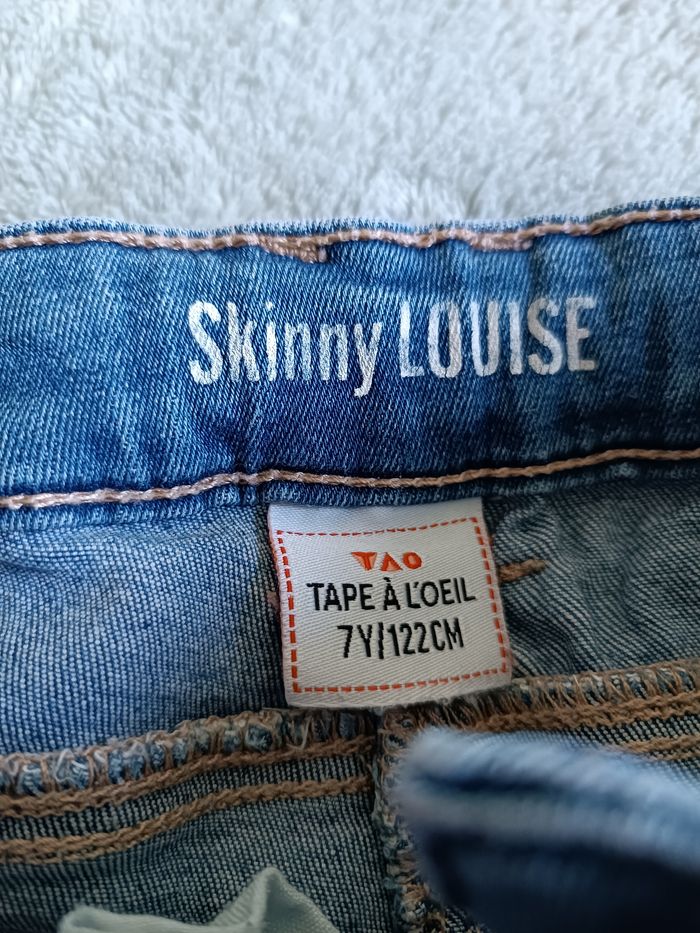 Skinny LOUISE
TAO
TAPE À L'OEIL
7Y/122CM